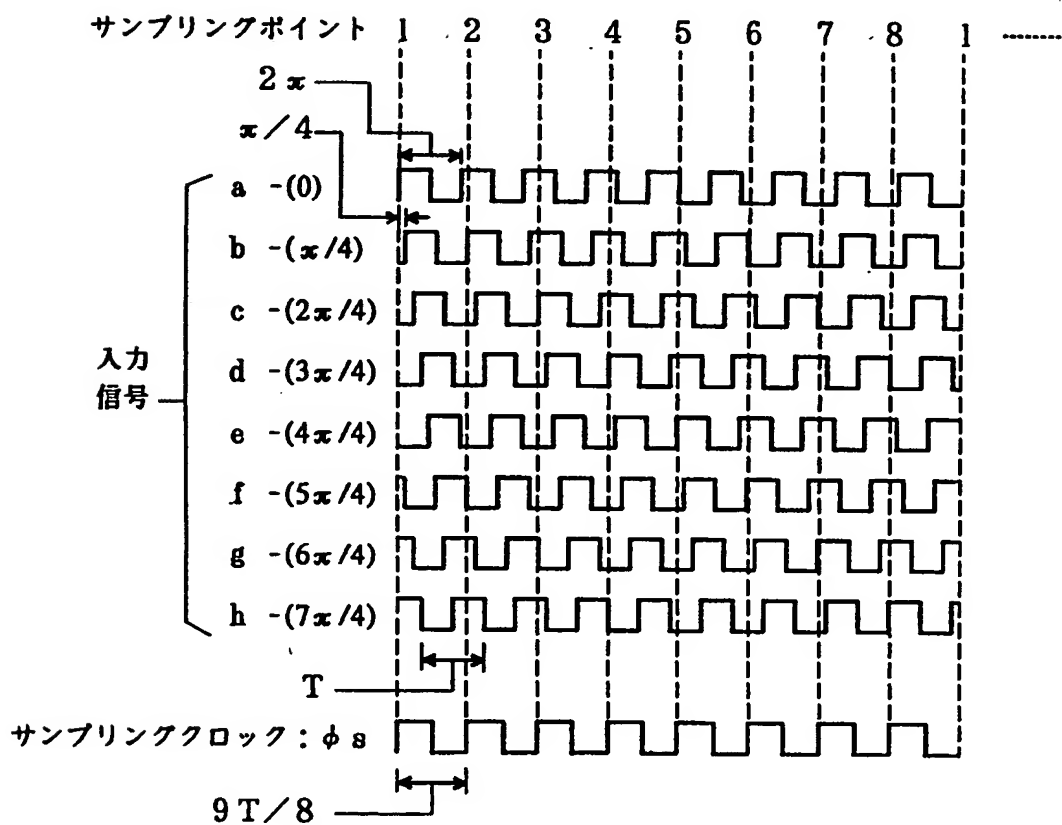 サンプリングポイント 1 2 3 4 5 6 7 8 1 ........
2π
π/4
a -(0)
b -(π/4)
c -(2π/4)
d -(3π/4)
入力
信号
e -(4π/4)
f -(5π/4)
g -(6π/4)
h -(7π/4)
T
サンプリングクロック：φs
9T/8